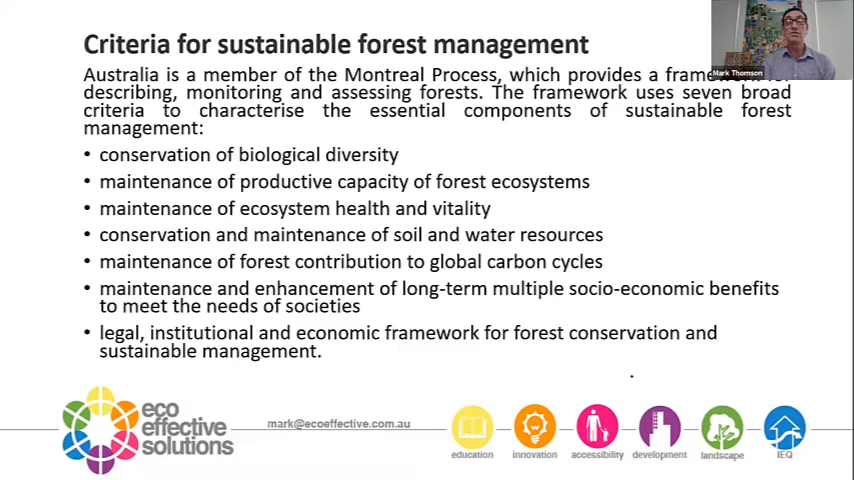 Criteria for sustainable forest management
Mark Thomson
Australia is a member of the Montreal Process, which provides a framework for
describing, monitoring and assessing forests. The framework uses seven broad
criteria to characterise the essential components of sustainable forest
management:
• conservation of biological diversity
• maintenance of productive capacity of forest ecosystems
• maintenance of ecosystem health and vitality
• conservation and maintenance of soil and water resources
• maintenance of forest contribution to global carbon cycles
• maintenance and enhancement of long-term multiple socio-economic benefits
to meet the needs of societies
• legal, institutional and economic framework for forest conservation and
sustainable management.
eco
effective
solutions
mark@ecoeffective.com.au
education
innovation
accessibility
development
landscape
IEQ